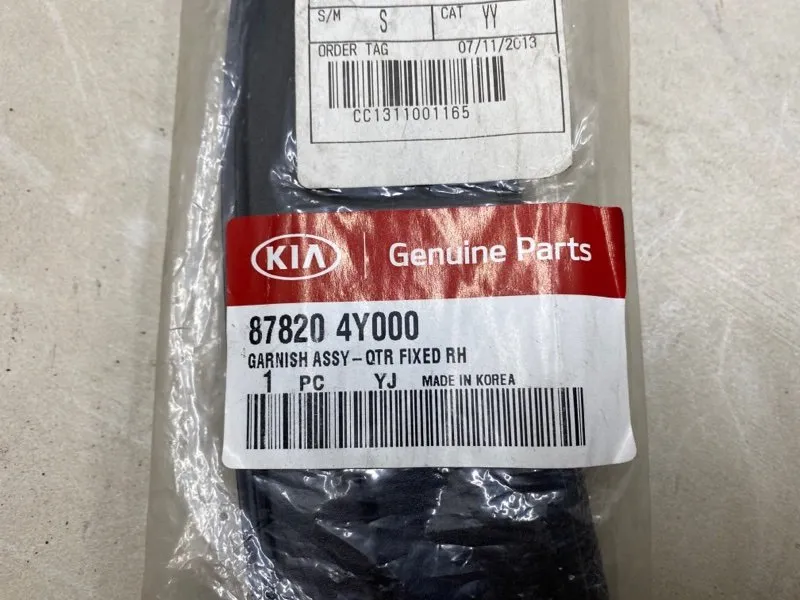 S/M S CAT YY
ORDER TAG 07/11/2013
CC1311001165
KIA Genuine Parts
87820 4Y000
GARNISH ASSY-QTR FIXED RH
1 PC YJ MADE IN KOREA